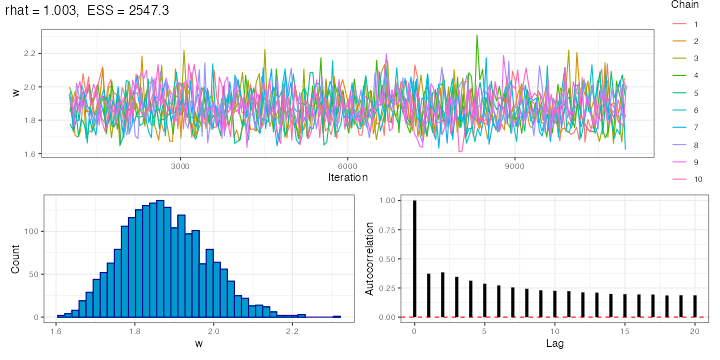 rhat = 1.003, ESS = 2547.3
Chain
1
2
3
4
5
6
7
8
9
10
w
2.2
2.0
1.8
1.6
3000 6000 9000
Iteration
Count
100
50
0
1.6 1.8 2.0 2.2
w
Autocorrelation
1.00
0.75
0.50
0.25
0.00
0 5 10 15 20
Lag